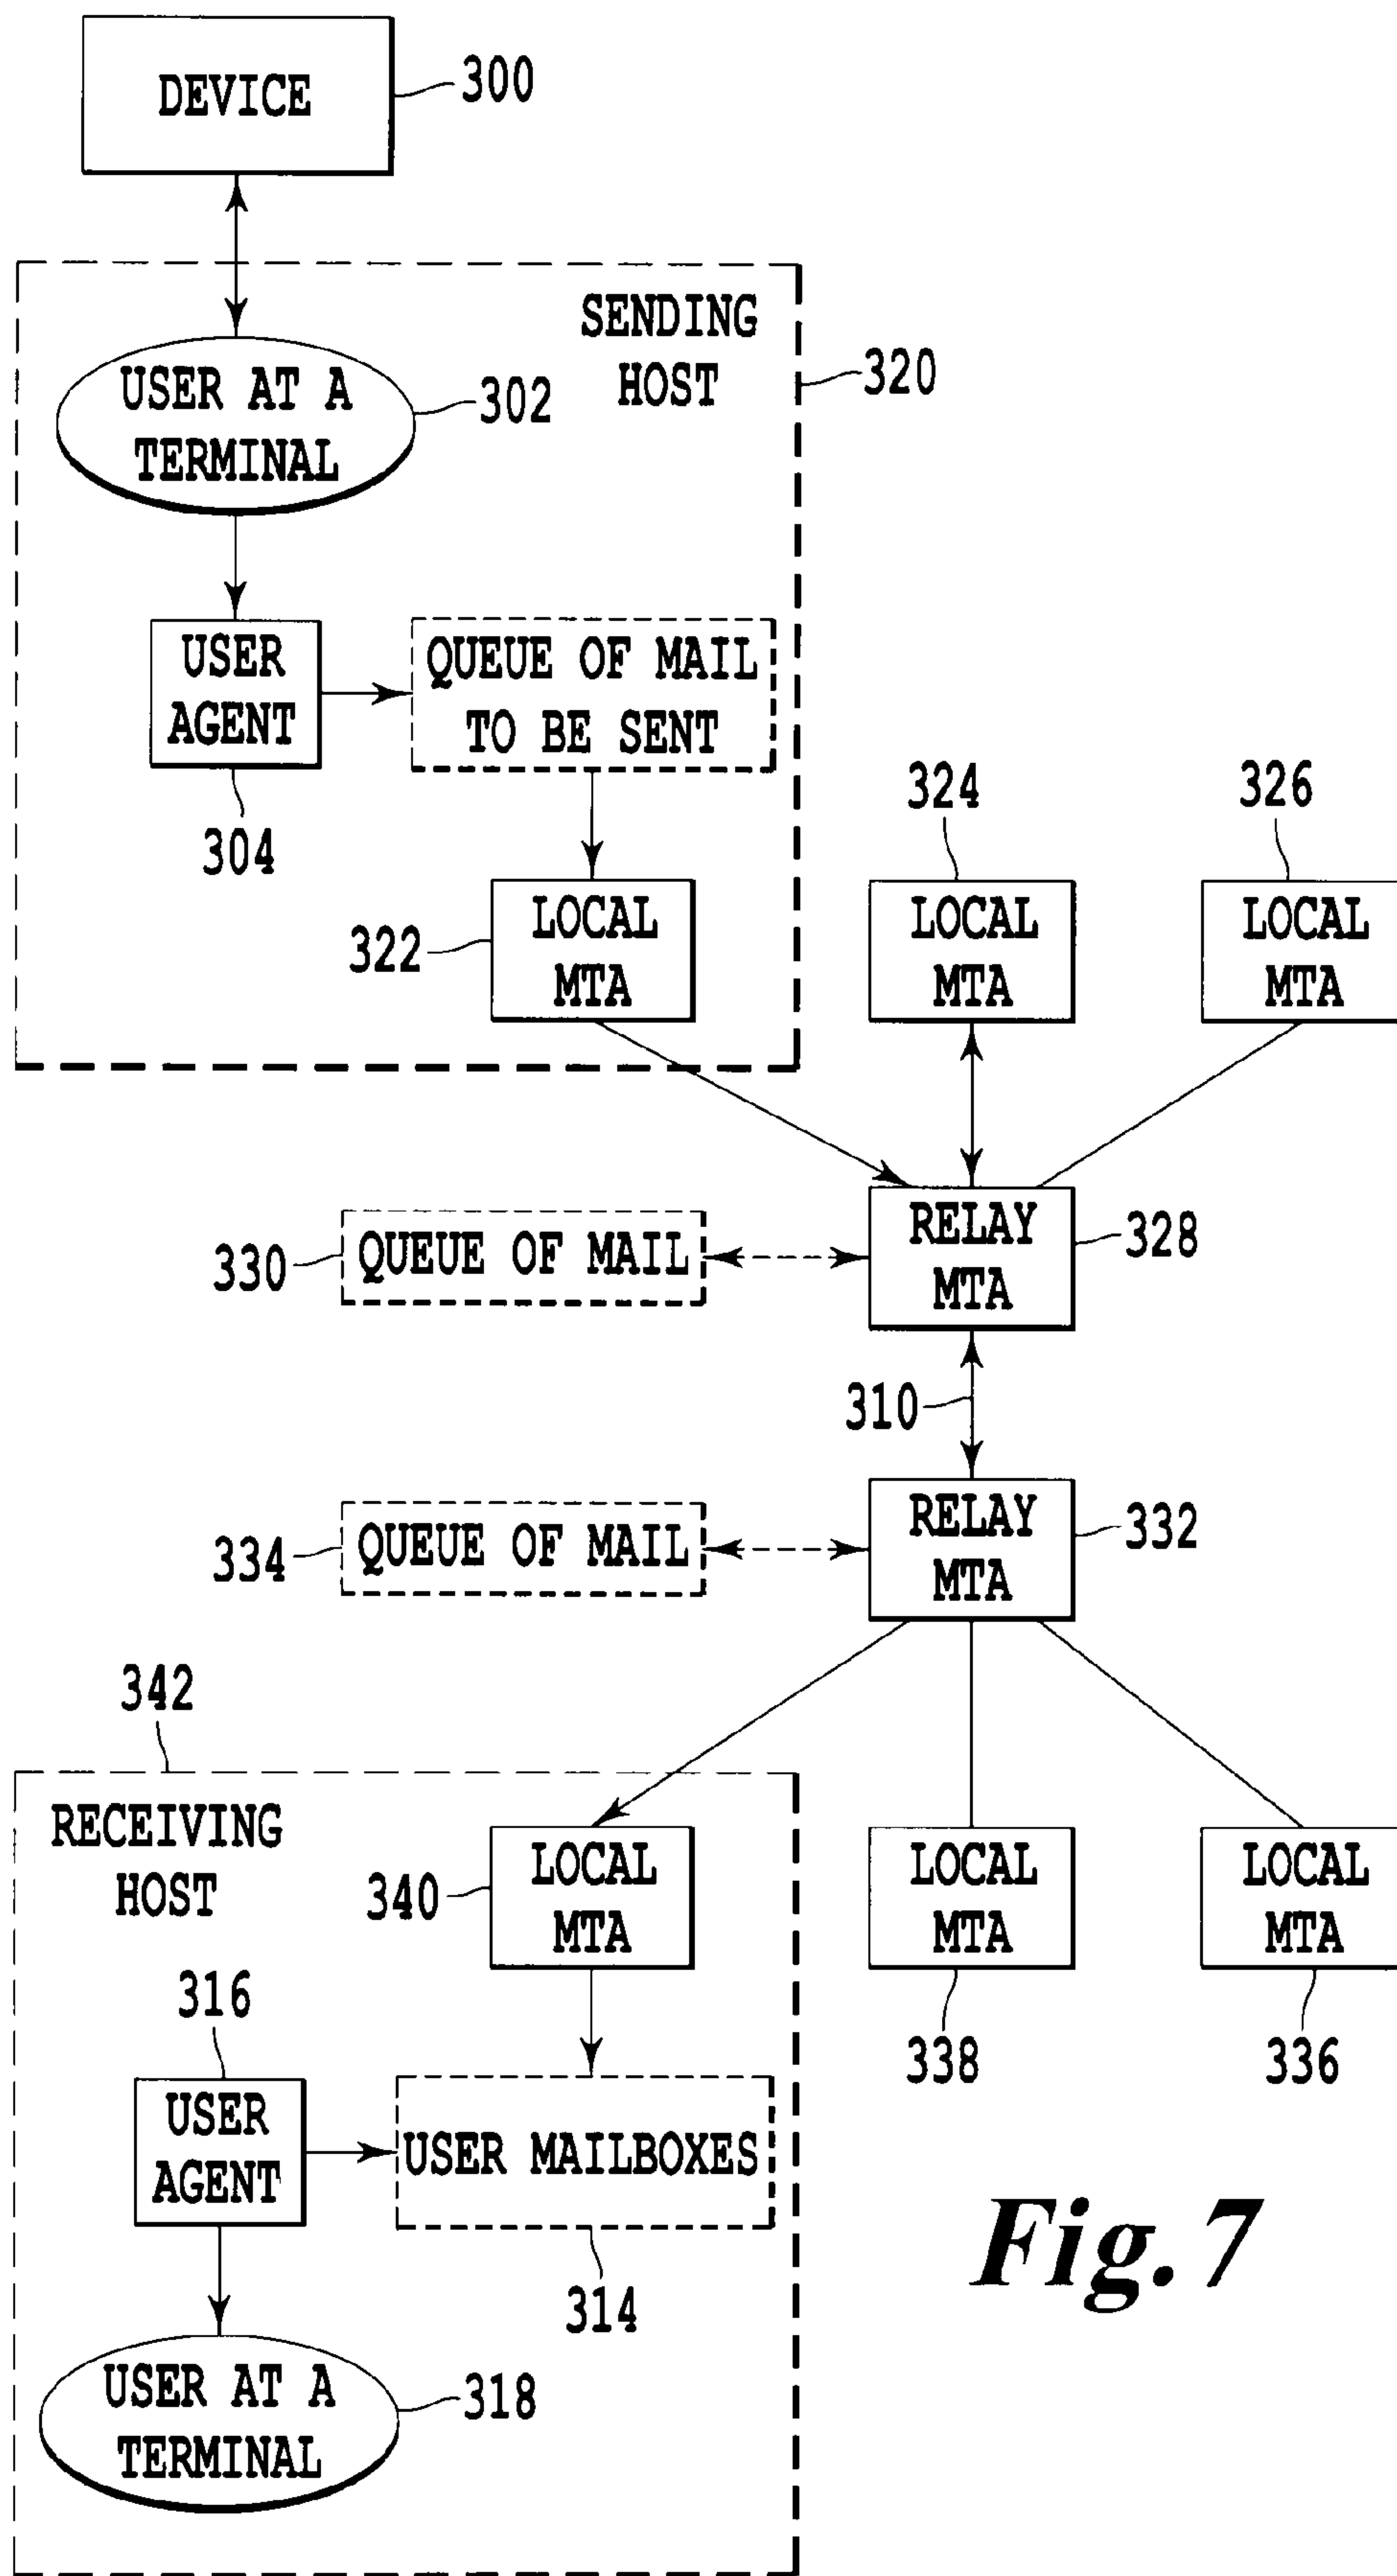 DEVICE
300
SENDING
HOST
320
USER AT A
TERMINAL
302
USER
AGENT
304
QUEUE OF MAIL
TO BE SENT
324
326
322
LOCAL
MTA
LOCAL
MTA
LOCAL
MTA
330
QUEUE OF MAIL
RELAY
MTA
328
310
334
QUEUE OF MAIL
RELAY
MTA
332
342
RECEIVING
HOST
340
LOCAL
MTA
LOCAL
MTA
LOCAL
MTA
338
336
316
USER
AGENT
USER MAILBOXES
314
USER AT A
TERMINAL
318
Fig. 7